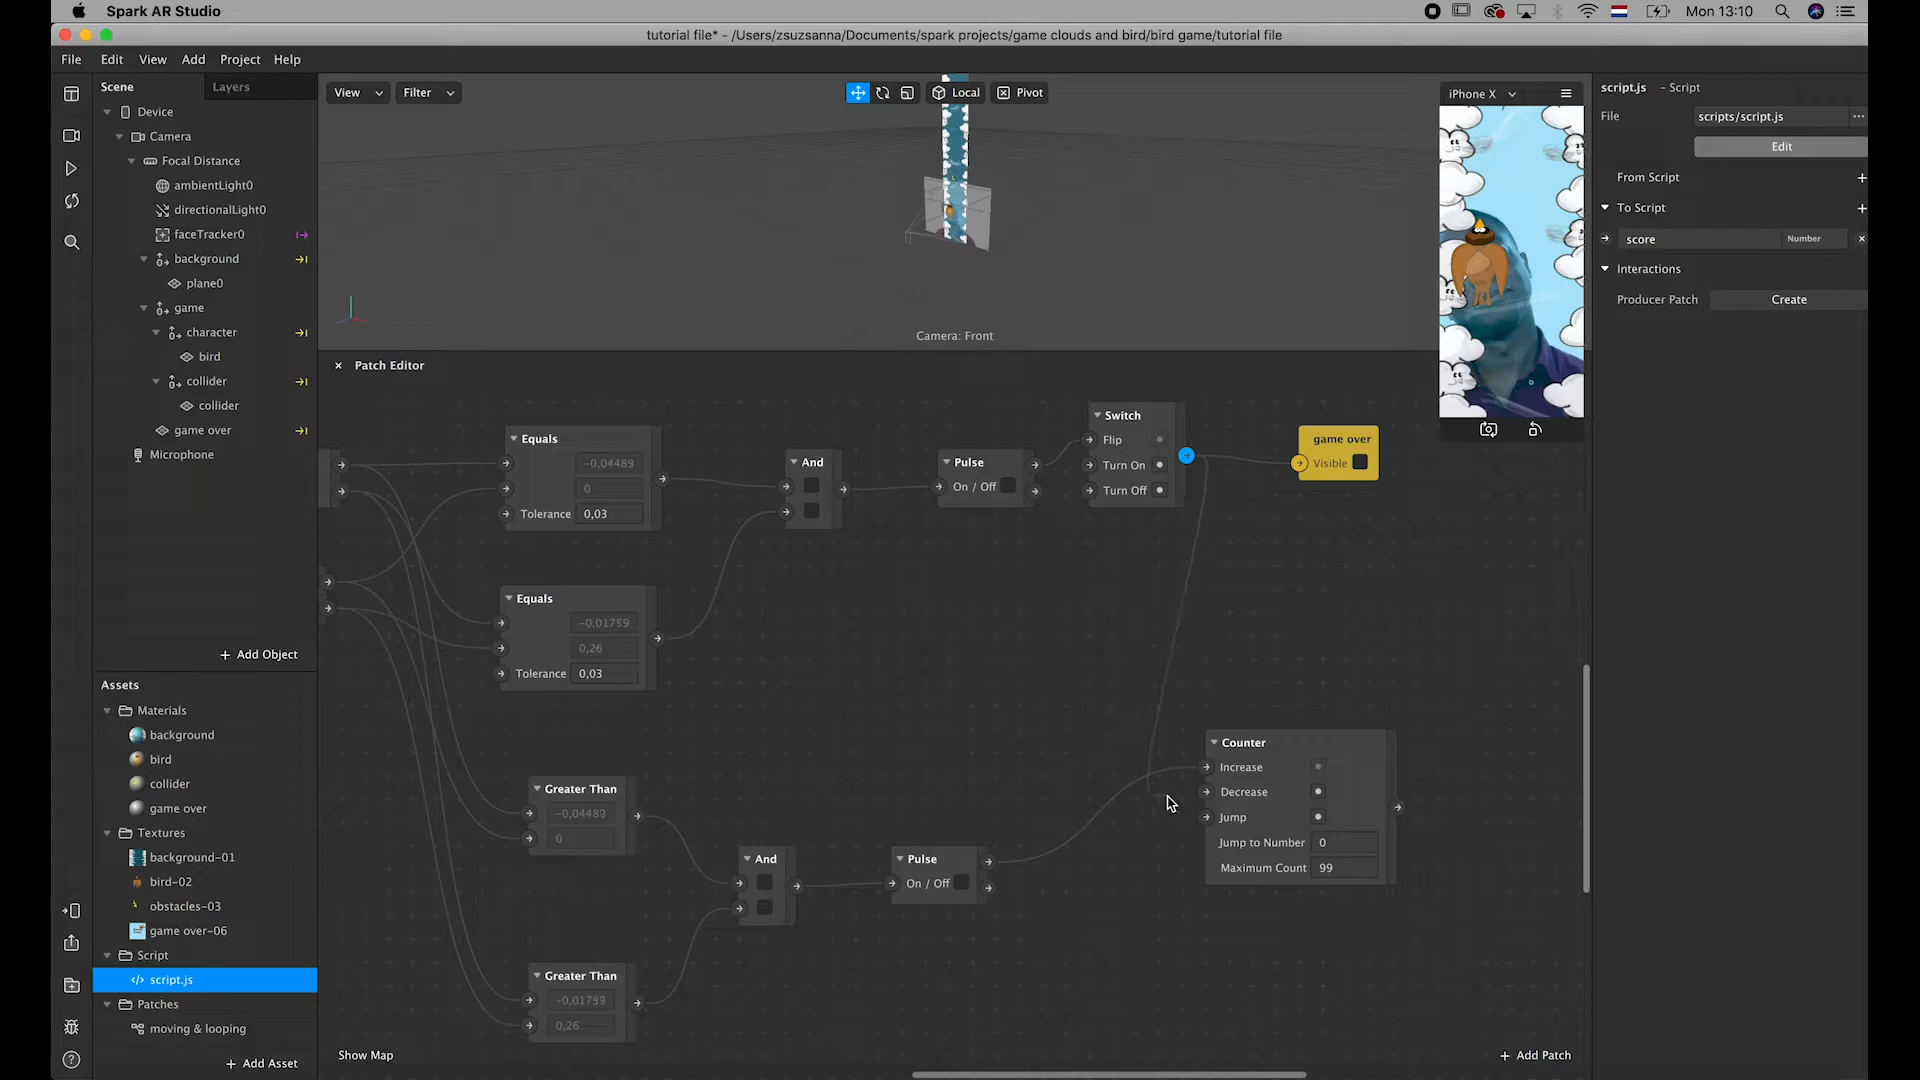 Spark AR Studio
Mon 13:10
tutorial file* - /Users/zsuzsanna/Documents/spark projects/game clouds and bird/bird game/tutorial file
File Edit View Add Project Help
Scene Layers
Device
Camera
Focal Distance
ambientLight0
directionalLight0
faceTracker0
background
plane0
game
character
bird
collider
collider
game over
Microphone
+ Add Object
Assets
Materials
background
bird
collider
game over
Textures
background-01
bird-02
obstacles-03
game over-06
Script
script.js
Patches
moving & looping
+ Add Asset
View Filter
Local Pivot
Camera: Front
iPhone X
Patch Editor
Equals
-0,04489
0
Tolerance 0,03
And
Pulse
On / Off
Switch
Flip
Turn On
Turn Off
game over
Visible
Equals
-0,01759
0,26
Tolerance 0,03
Greater Than
-0,04489
0
And
Pulse
On / Off
Greater Than
-0,01759
0,26
Counter
Increase
Decrease
Jump
Jump to Number 0
Maximum Count 99
Show Map
+ Add Patch
script.js - Script
File scripts/script.js
Edit
From Script
To Script
score Number
Interactions
Producer Patch Create